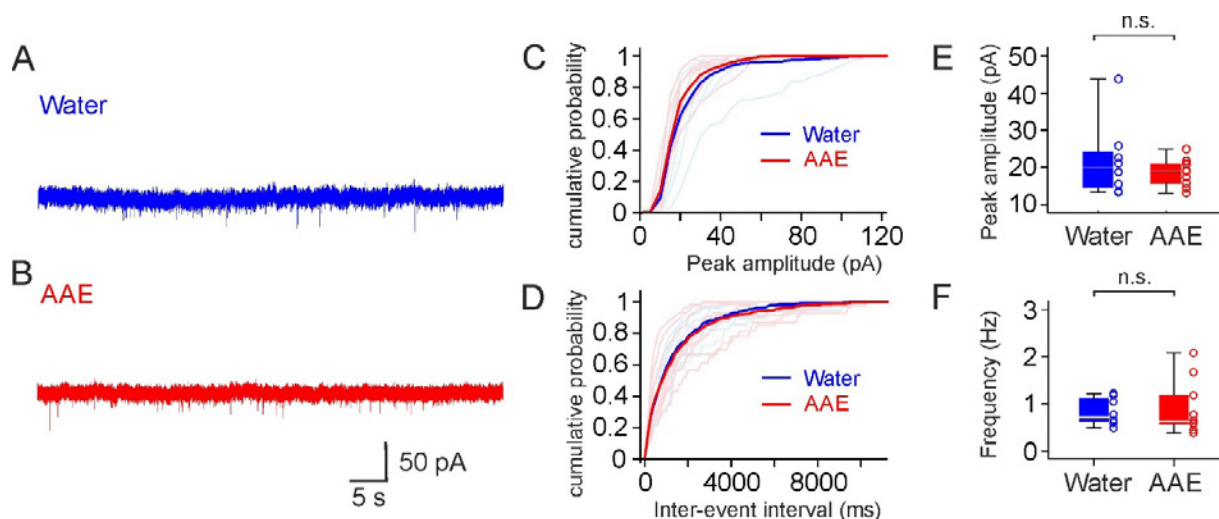 A
Water
B
AAE
50 pA
5 s
C
cumulative probability
1
0.8
0.6
0.4
0.2
0
Water
AAE
0 40 80 120
Peak amplitude (pA)
D
cumulative probability
1
0.8
0.6
0.4
0.2
0
Water
AAE
0 4000 8000
Inter-event interval (ms)
E
n.s.
Peak amplitude (pA)
50
40
30
20
10
Water AAE
F
n.s.
Frequency (Hz)
3
2
1
0
Water AAE